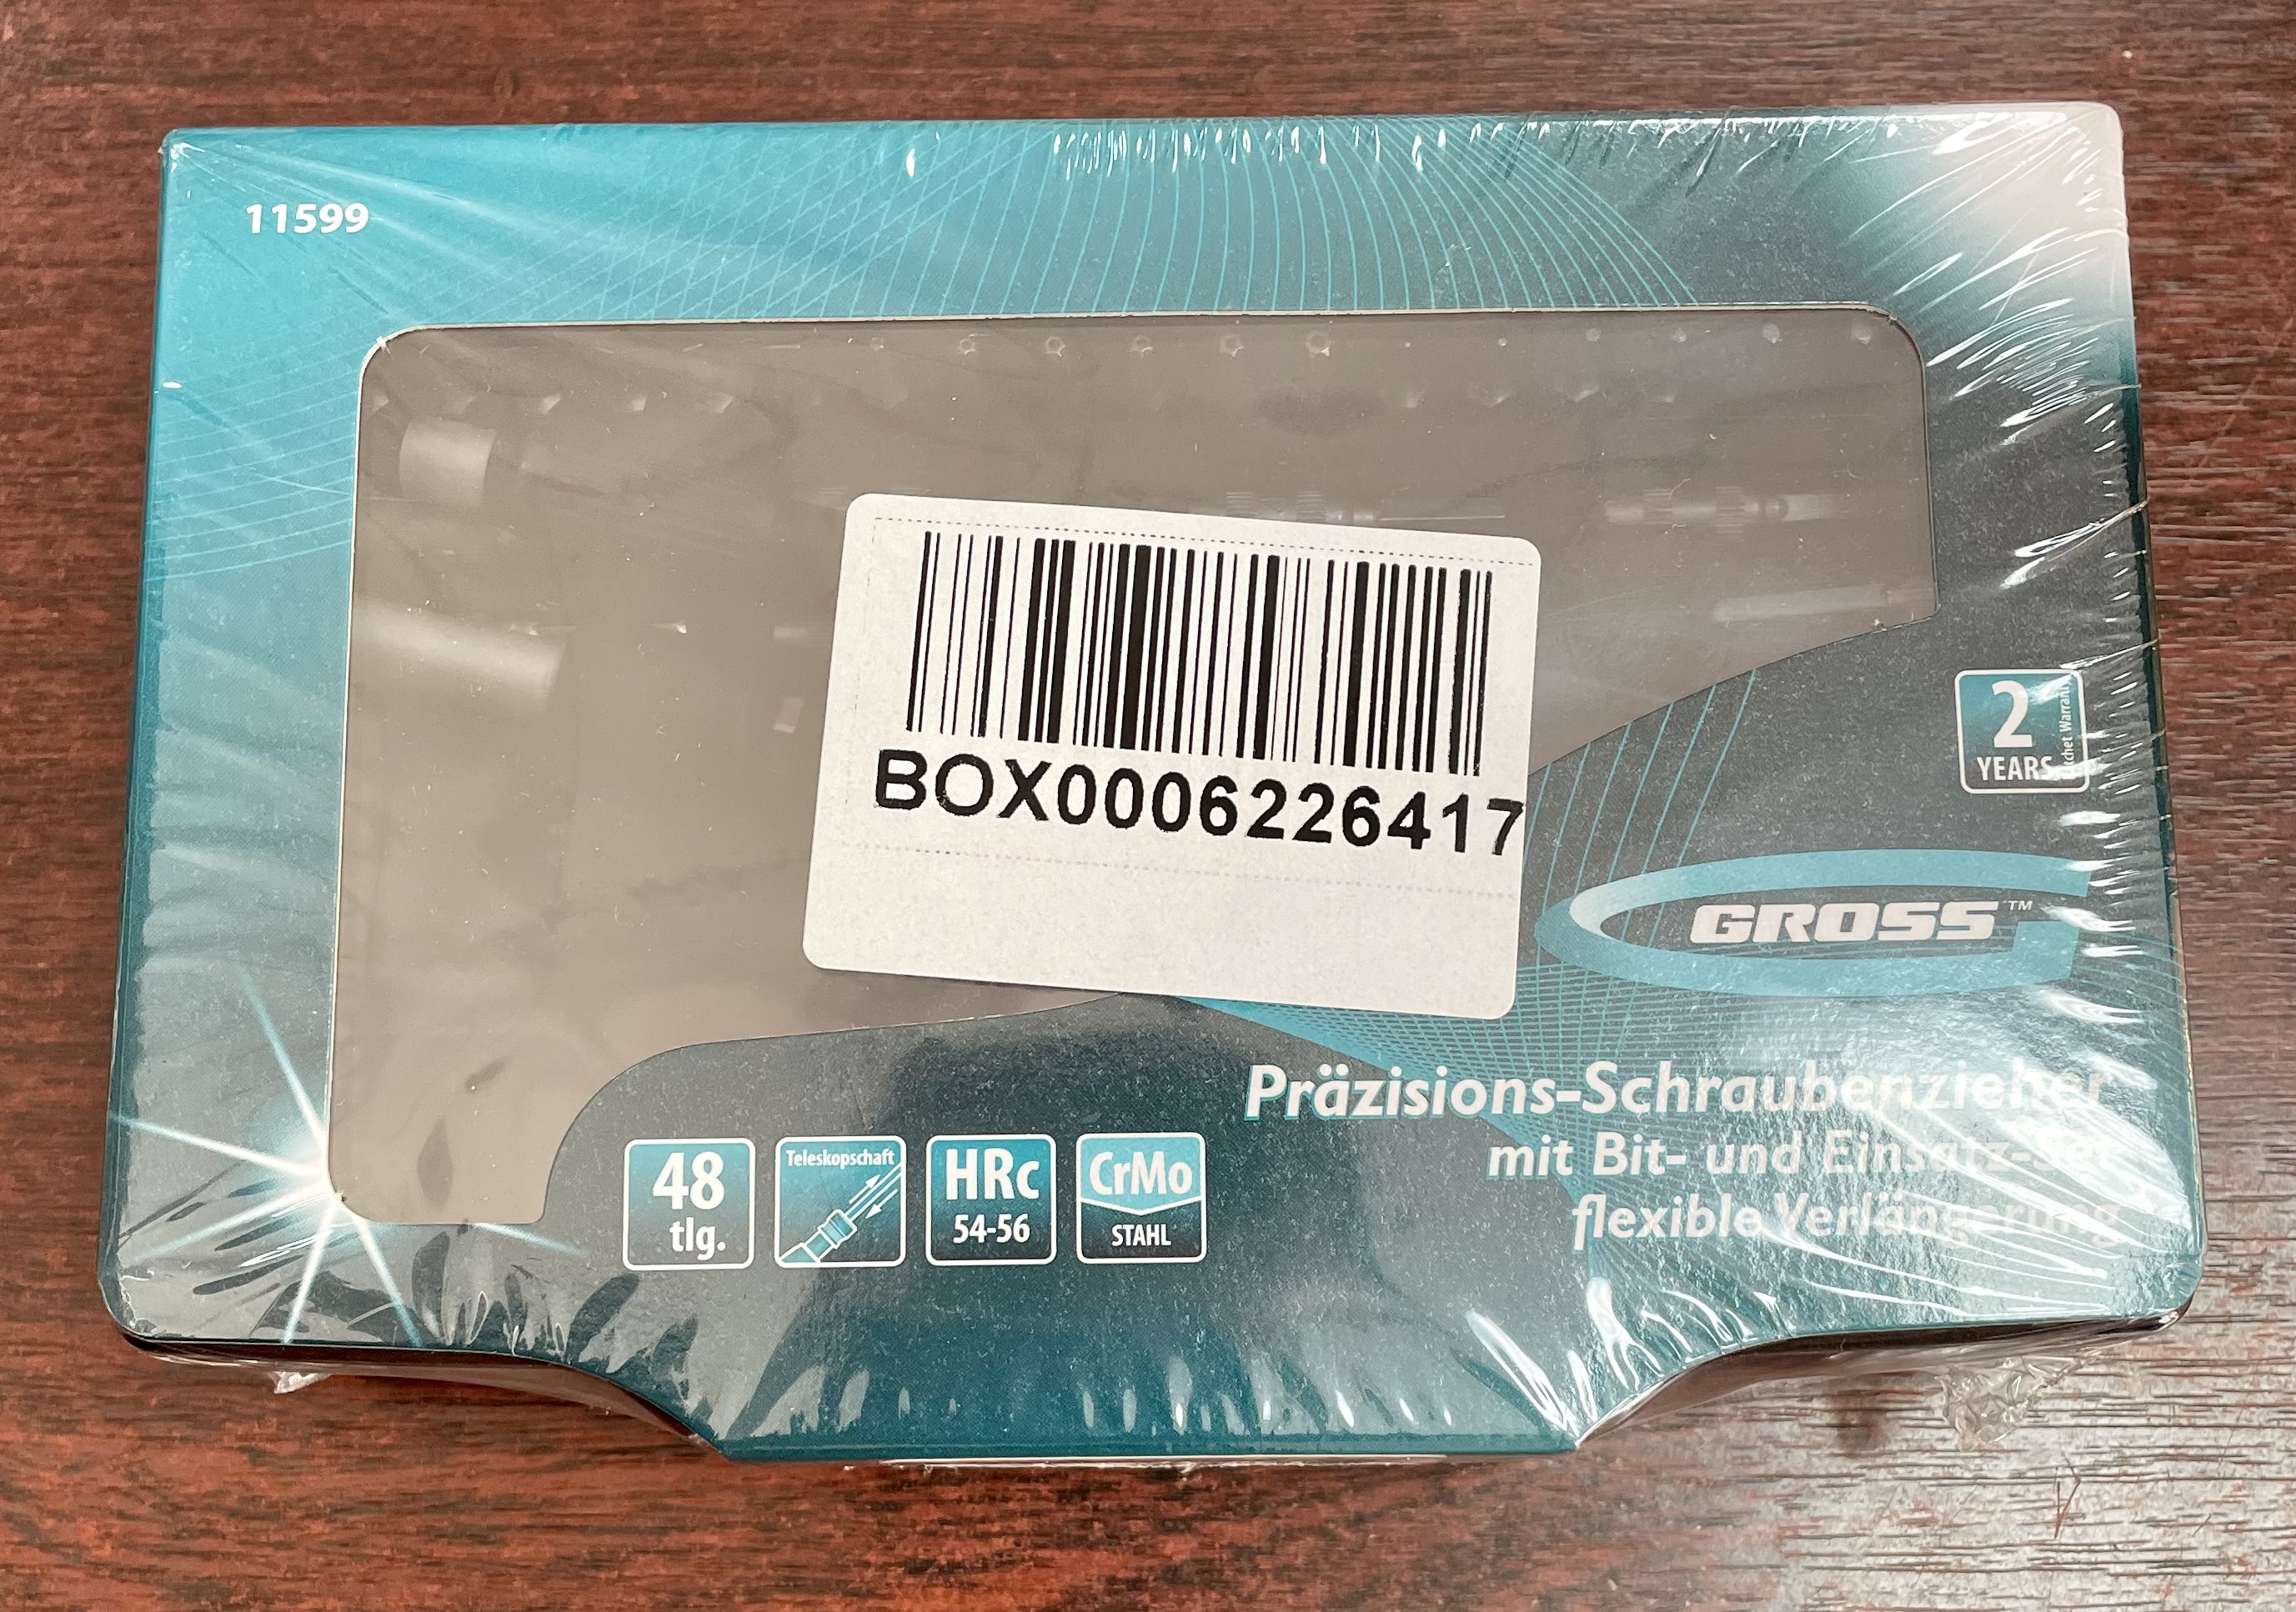 11599
BOX0006226417
2
YEARS
GROSS™
Präzisions-Schraubenzieher
mit Bit- und Einsatz-Set
flexible Verlängerung
48
tlg.
Teleskopschaft
HRc
54-56
CrMo
STAHL